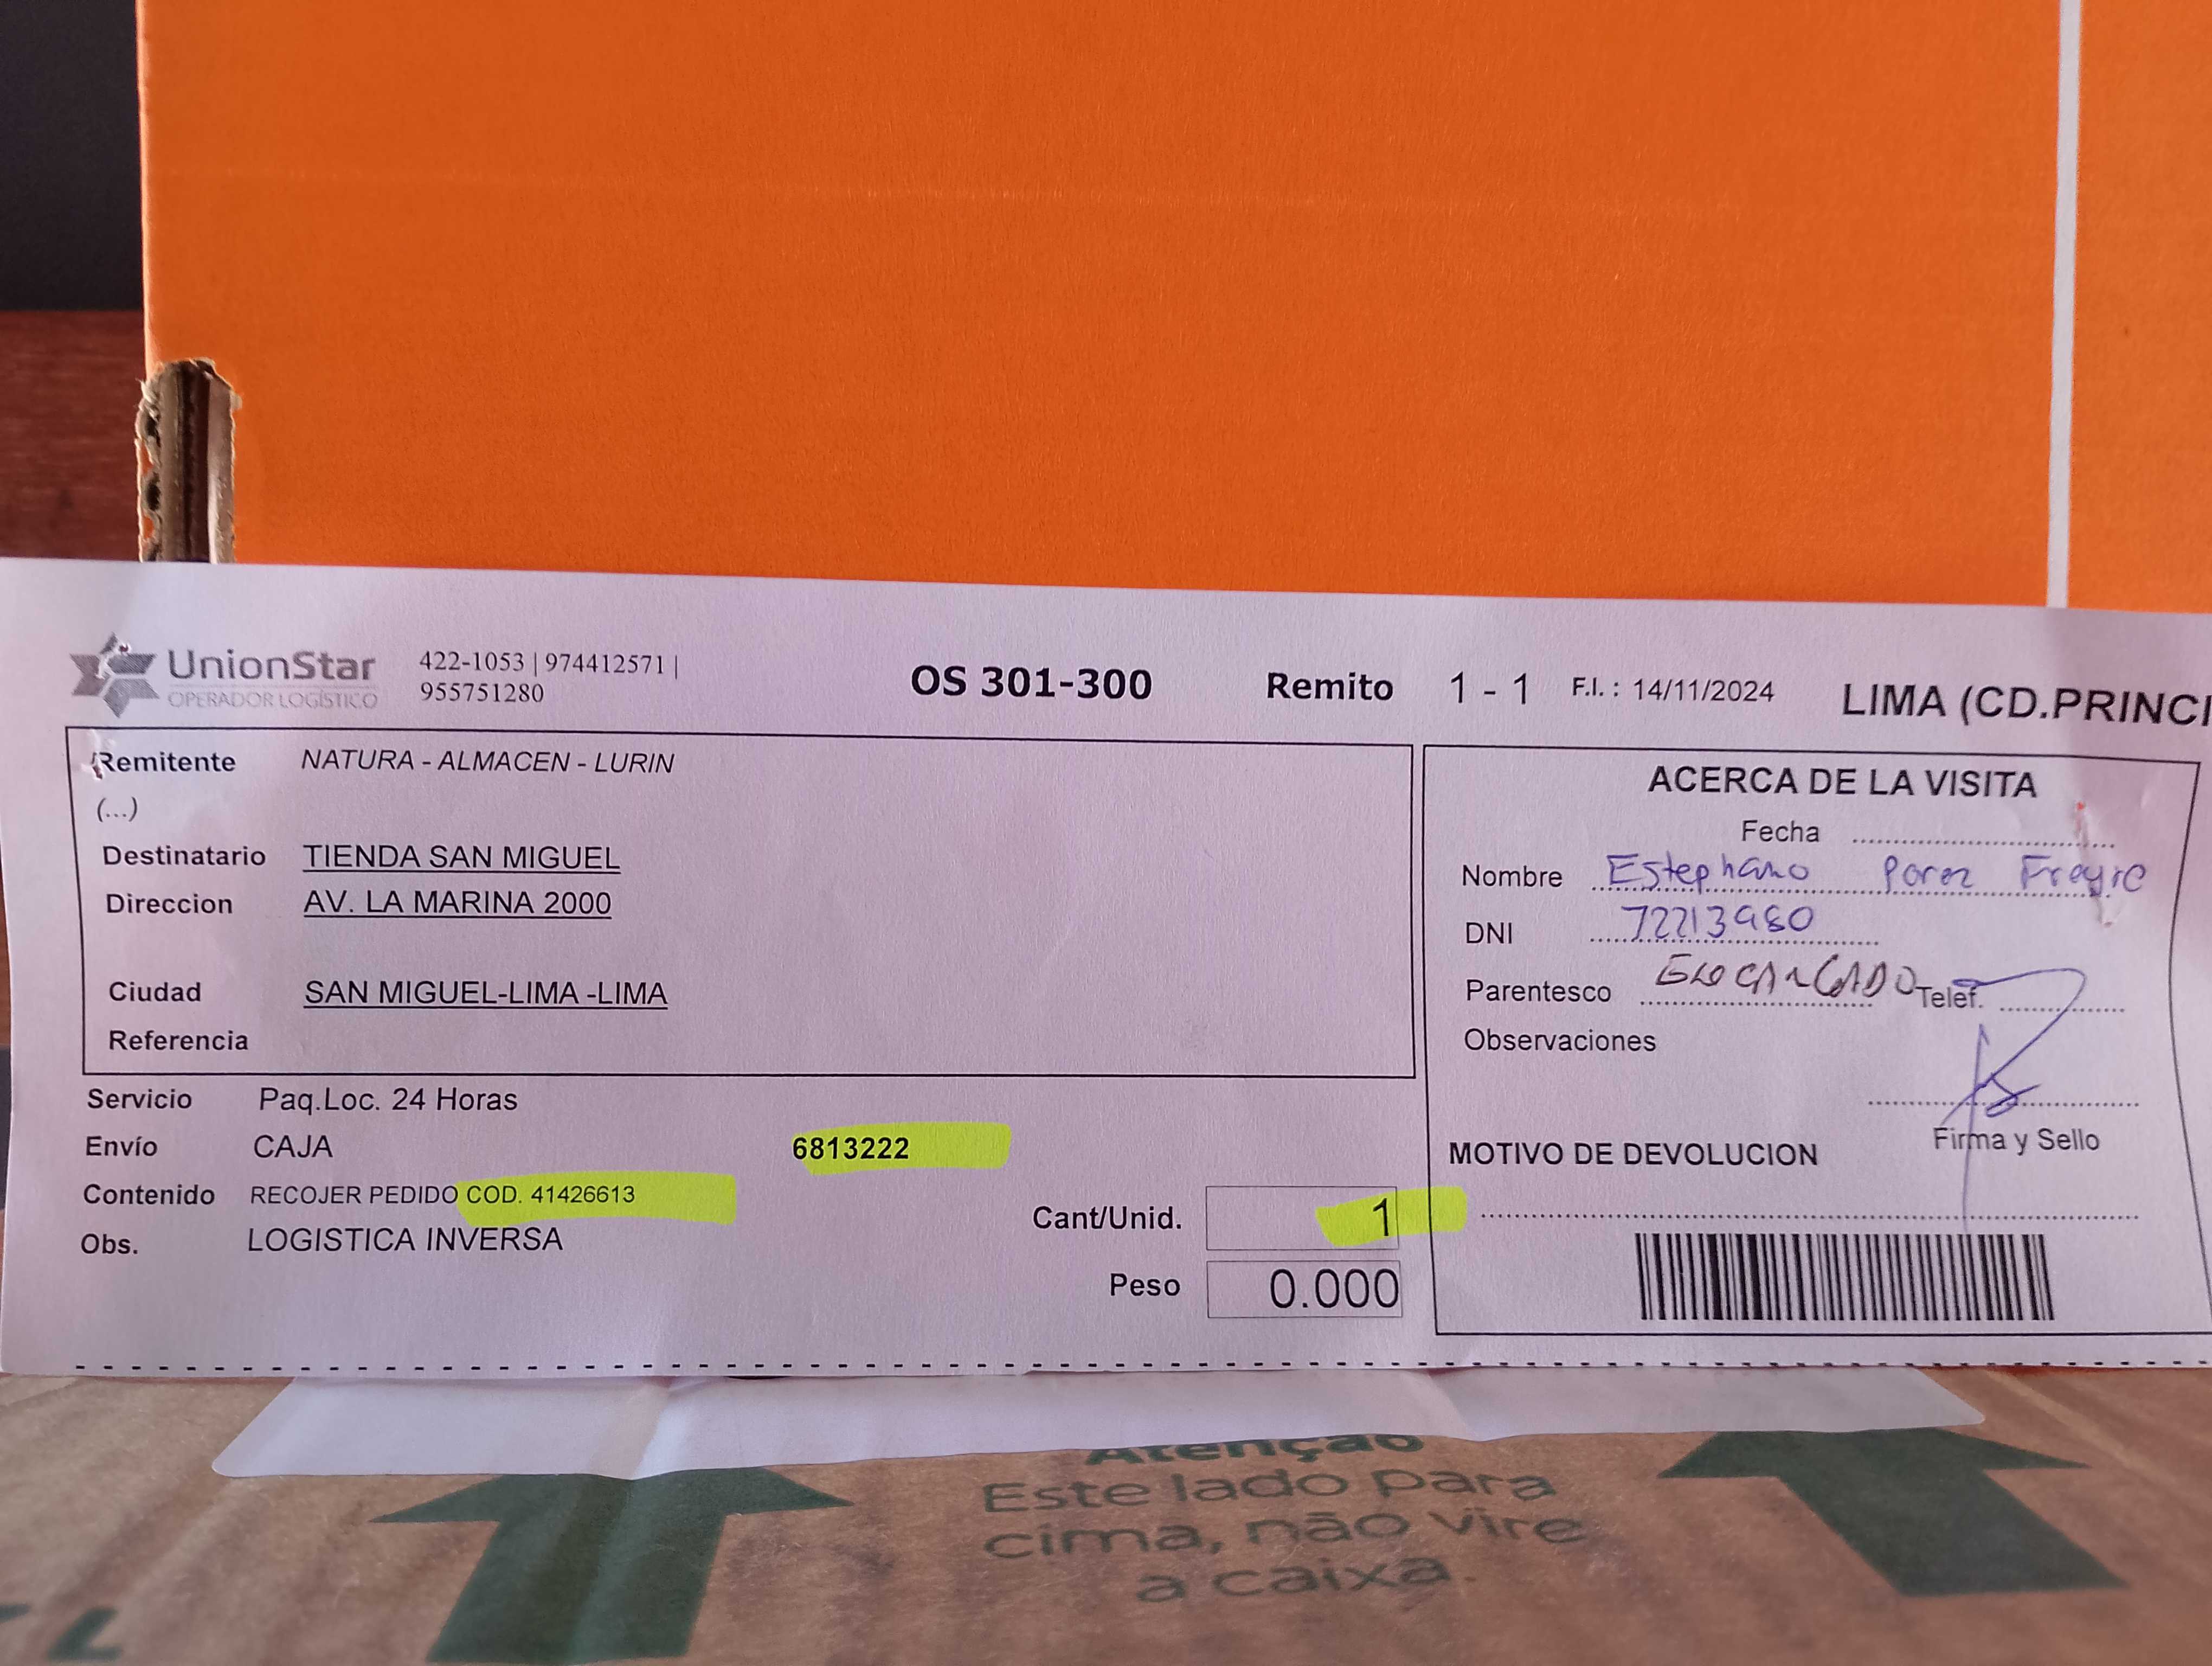 UnionStar
OPERADOR LOGÍSTICO
422-1053 | 974412571 |
955751280
OS 301-300 Remito 1 - 1 F.I. : 14/11/2024 LIMA (CD.PRINCI
Remitente NATURA - ALMACEN - LURIN
(...)
Destinatario TIENDA SAN MIGUEL
Direccion AV. LA MARINA 2000
Ciudad SAN MIGUEL-LIMA -LIMA
Referencia
Servicio Paq.Loc. 24 Horas
Envío CAJA 6813222
Contenido RECOJER PEDIDO COD. 41426613
Obs. LOGISTICA INVERSA
Cant/Unid. 1
Peso 0.000
ACERCA DE LA VISITA
Fecha
Nombre Estephano Perez Freyre
DNI
Parentesco
Telef.
Observaciones
Firma y Sello
MOTIVO DE DEVOLUCION
Atenção
Este lado para
cima, não vire
a caixa.